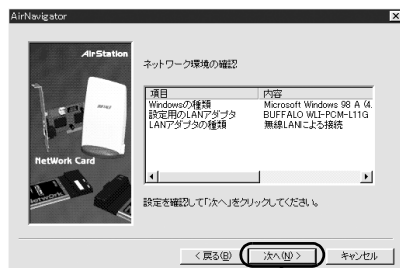 AirNavigator
AirStation
NetWork Card
ネットワーク環境の確認
項目 内容
Windowsの種類 Microsoft Windows 98 A (4.
設定用のLANアダプタ BUFFALO WLI-PCM-L11G
LANアダプタの種類 無線LANによる接続
設定を確認して「次へ」をクリックしてください。
< 戻る(B) 次へ(N) > キャンセル